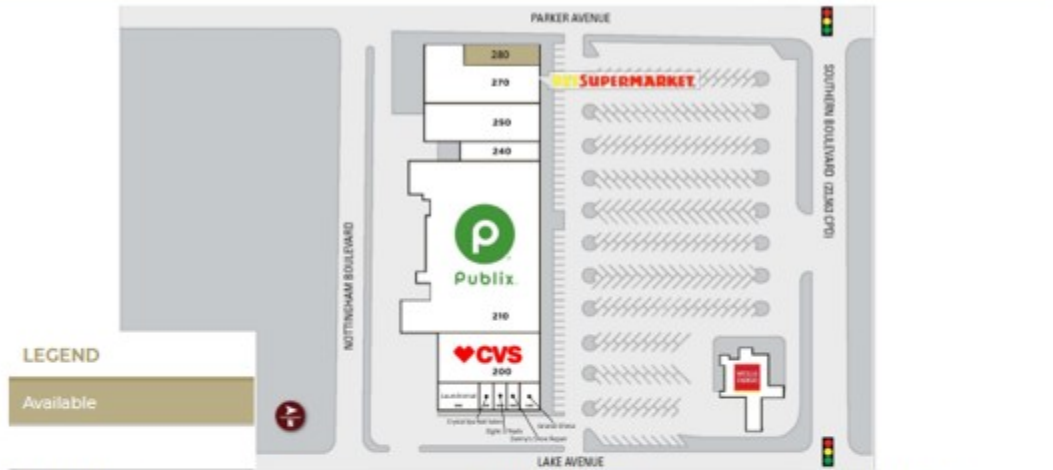 PARKER AVENUE
280
270
SUPERMARKET
250
240
SOUTHERN BOULEVARD
NOTTINGHAM BOULEVARD
Publix
210
CVS
200
LEGEND
Available
N
LAKE AVENUE